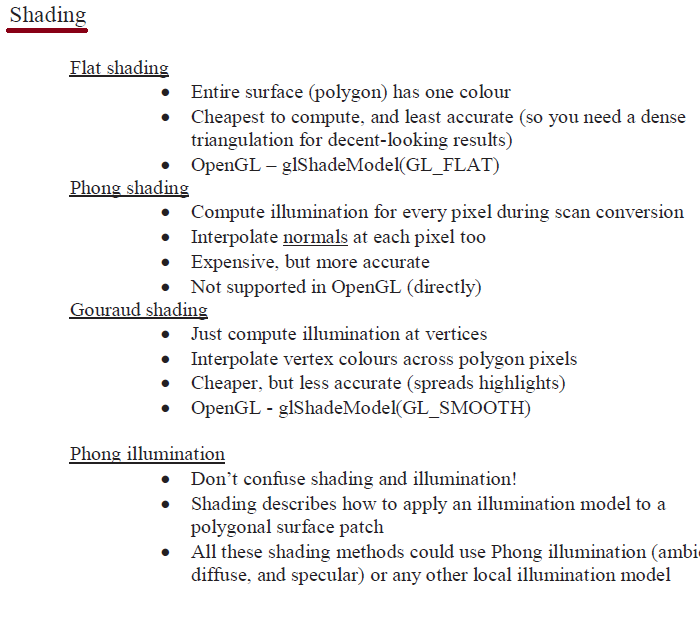 Shading
Flat shading
● Entire surface (polygon) has one colour
● Cheapest to compute, and least accurate (so you need a dense
triangulation for decent-looking results)
● OpenGL – glShadeModel(GL_FLAT)
Phong shading
● Compute illumination for every pixel during scan conversion
● Interpolate normals at each pixel too
● Expensive, but more accurate
● Not supported in OpenGL (directly)
Gouraud shading
● Just compute illumination at vertices
● Interpolate vertex colours across polygon pixels
● Cheaper, but less accurate (spreads highlights)
● OpenGL - glShadeModel(GL_SMOOTH)
Phong illumination
● Don’t confuse shading and illumination!
● Shading describes how to apply an illumination model to a
polygonal surface patch
● All these shading methods could use Phong illumination (ambi
diffuse, and specular) or any other local illumination model